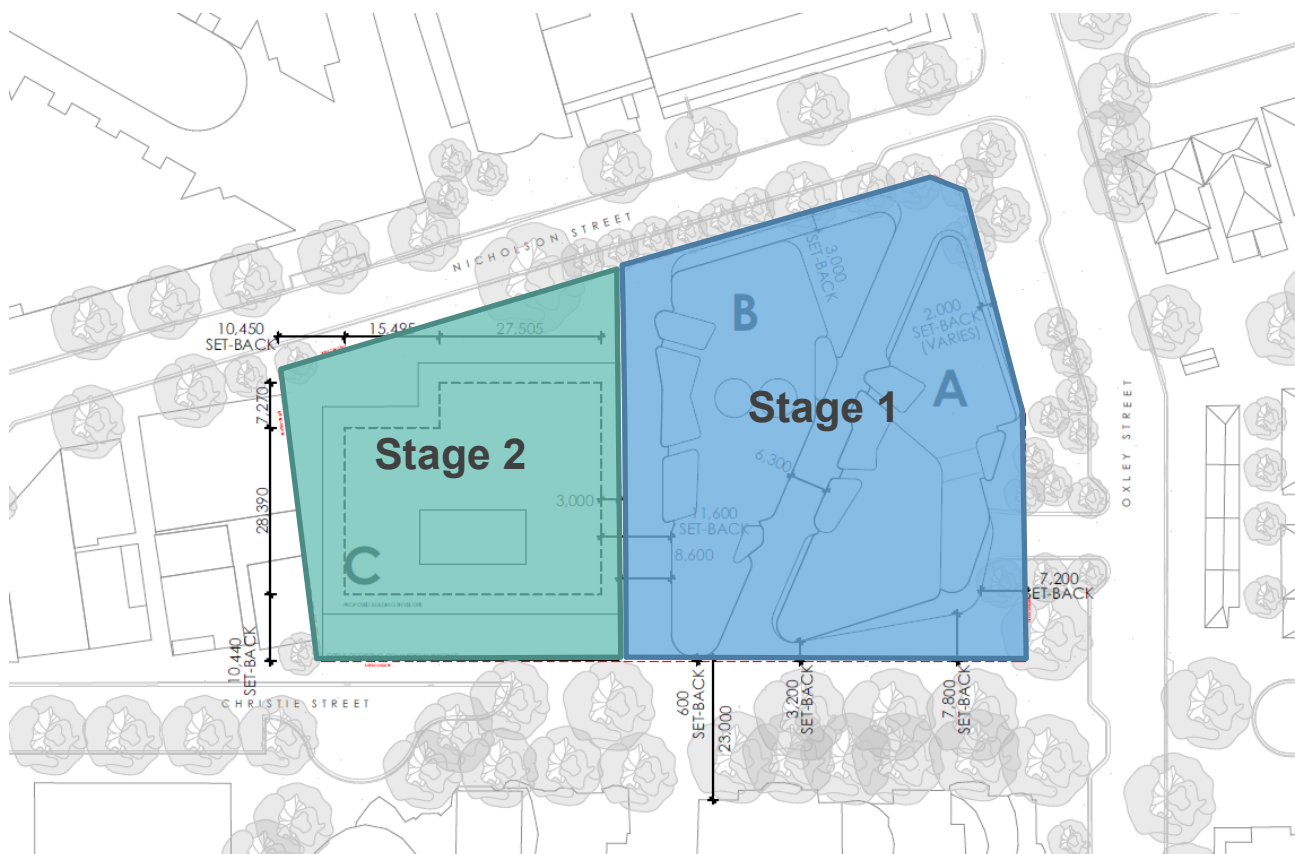 NICHOLSON STREET
3,000
SET-BACK
B
2,000
SET-BACK
(VARIES)
10,450
SET-BACK
15,495
27,505
A
7,270
Stage 1
Stage 2
OXLEY STREET
6,300
28,390
3,000
11,600
SET-BACK
8,600
C
7,200
SET-BACK
10,440
SET-BACK
CHRISTIE STREET
600
SET-BACK
23,000
3,200
SET-BACK
7,800
SET-BACK